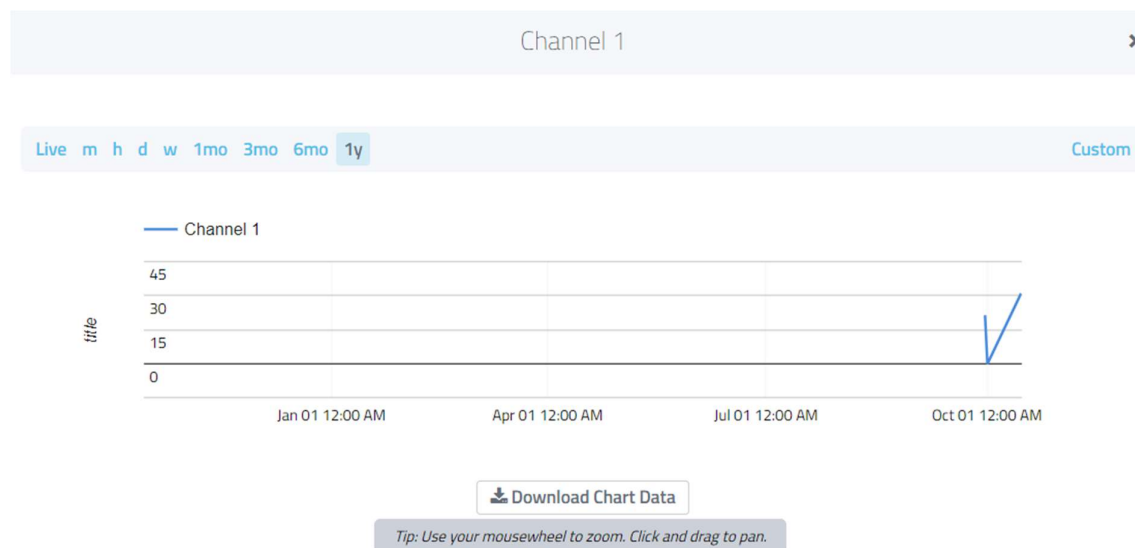 Channel 1
Live m h d w 1mo 3mo 6mo 1y Custom
Channel 1
45
30
title
15
0
Jan 01 12:00 AM Apr 01 12:00 AM Jul 01 12:00 AM Oct 01 12:00 AM
Download Chart Data
Tip: Use your mousewheel to zoom. Click and drag to pan.